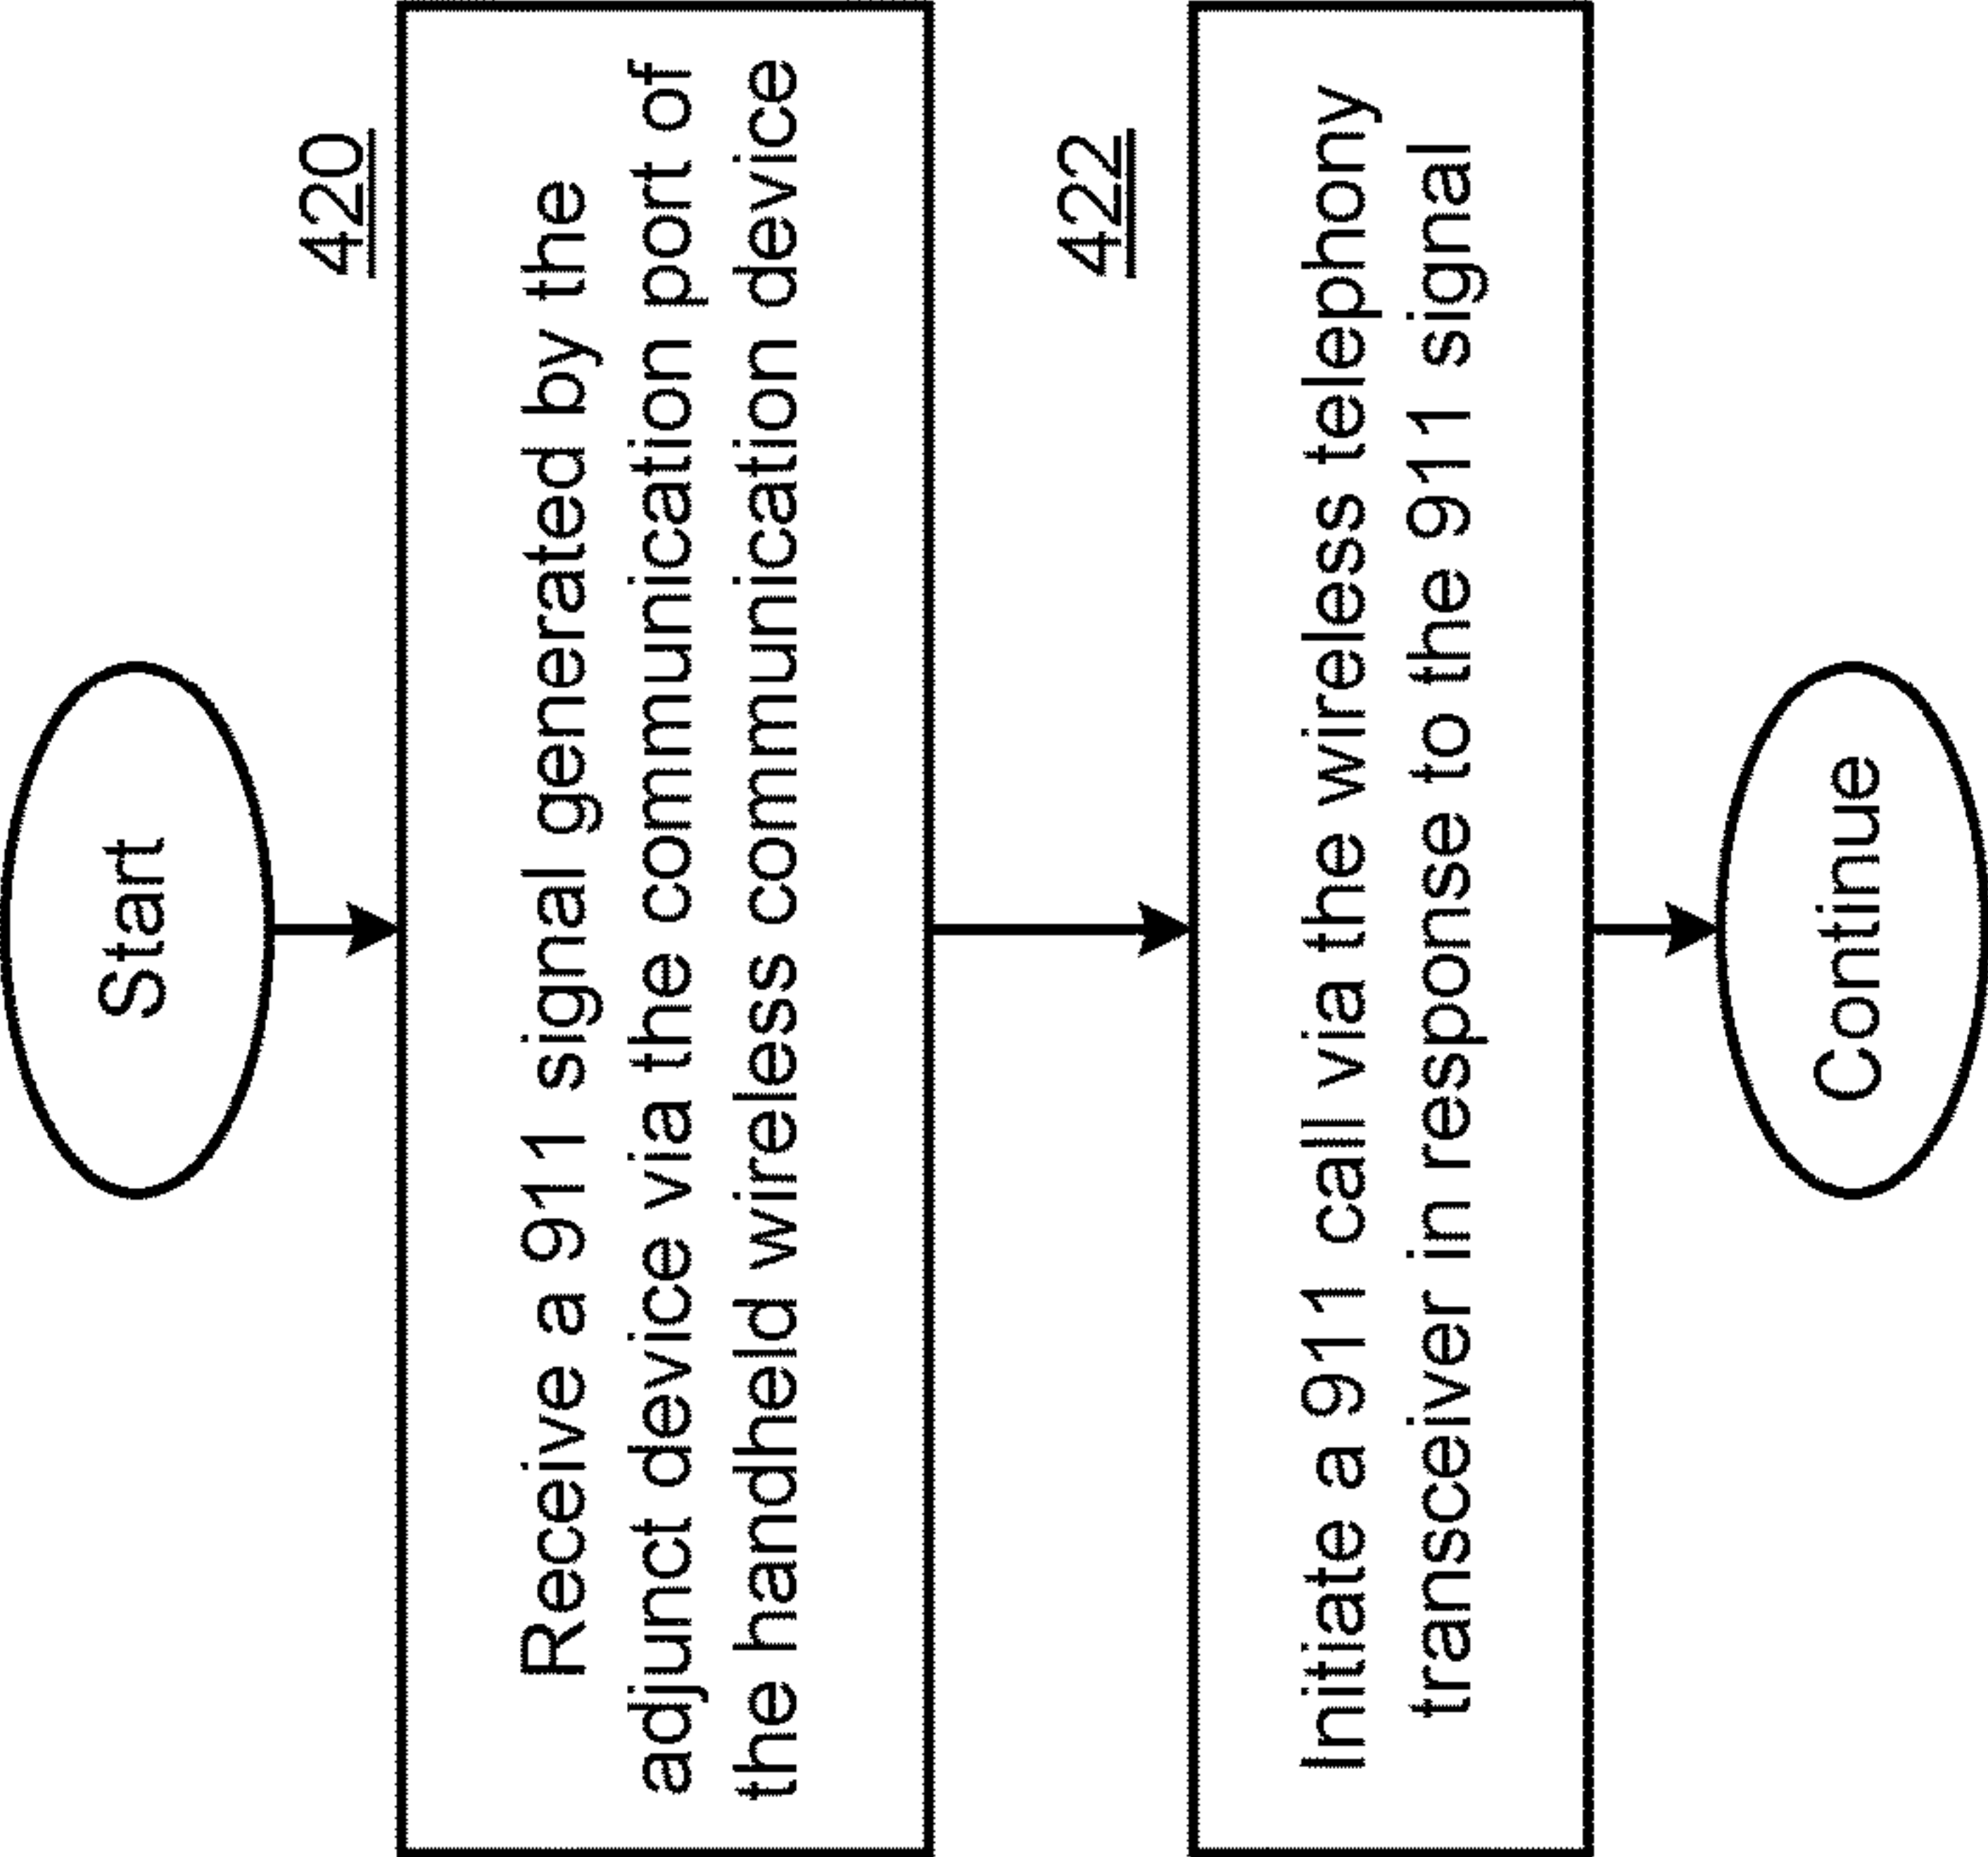 Start
420
Receive a 911 signal generated by the
adjunct device via the communication port of
the handheld wireless communication device
422
Initiate a 911 call via the wireless telephony
transceiver in response to the 911 signal
Continue